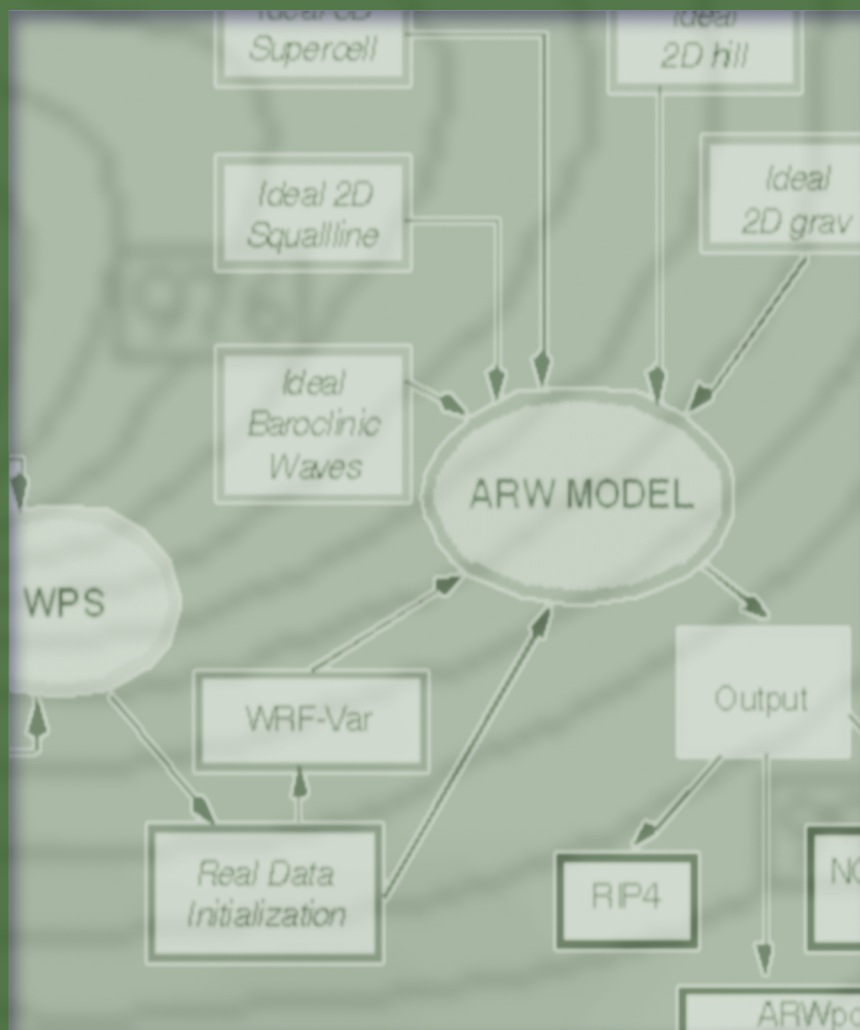 Supercell
Ideal
2D hill
Ideal 2D
Squallline
Ideal
2D grav
976
Ideal
Baroclinic
Waves
ARW MODEL
WPS
WRF-Var
Output
Real Data
Initialization
RIP4